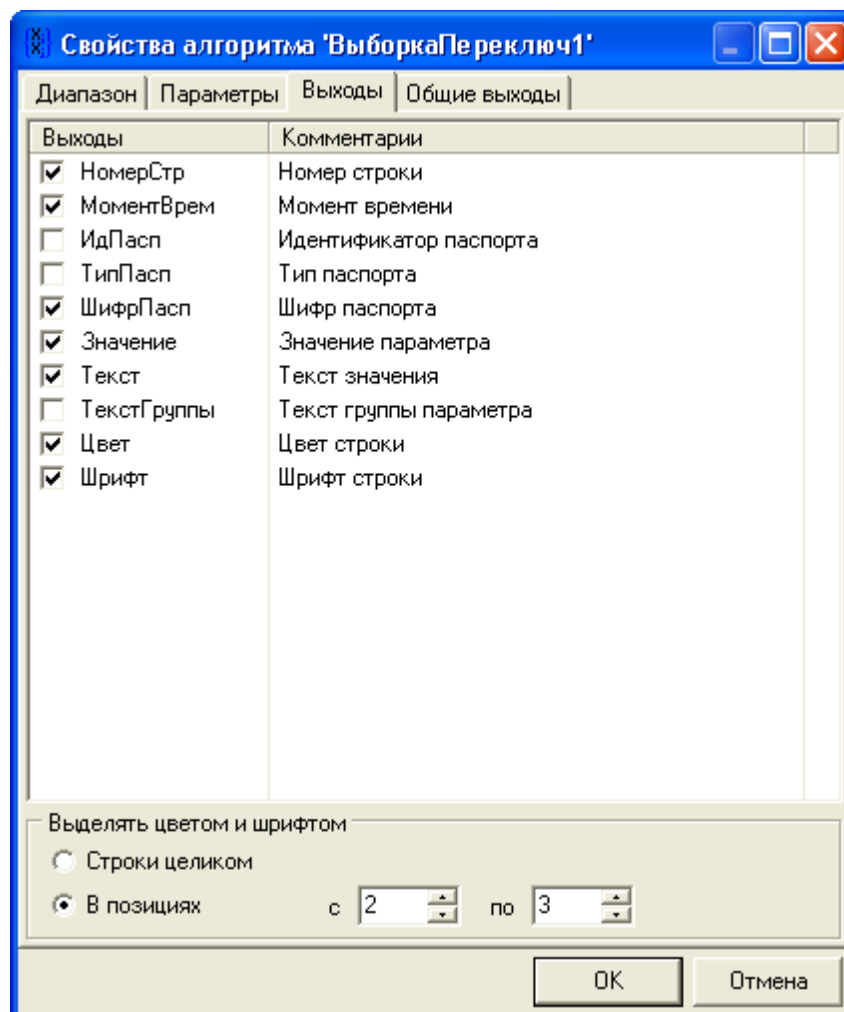 Свойства алгоритма 'ВыборкаПереключ1'
Диапазон Параметры Выходы Общие выходы
Выходы Комментарии
НомерСтр Номер строки
МоментВрем Момент времени
ИдПасп Идентификатор паспорта
ТипПасп Тип паспорта
ШифрПасп Шифр паспорта
Значение Значение параметра
Текст Текст значения
ТекстГруппы Текст группы параметра
Цвет Цвет строки
Шрифт Шрифт строки
Выделять цветом и шрифтом
Строки целиком
В позициях с 2 по 3
OK Отмена